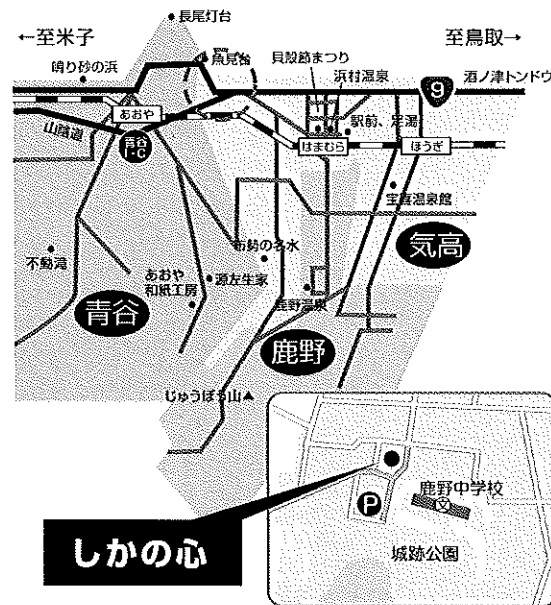 長尾灯台
←至米子
魚見台
至鳥取→
鳴り砂の浜
貝殻節まつり
浜村温泉
9
酒ノ津トンドウ
あおや
山陰道
青谷
I・C
駅前、足湯
はまむら
ほうぎ
宝喜温泉館
布勢の名水
気高
不動滝
あおや
和紙工房
源左生家
鹿野温泉
青谷
鹿野
じゅうぼう山▲
P
鹿野中学校
文
しかの心
城跡公園